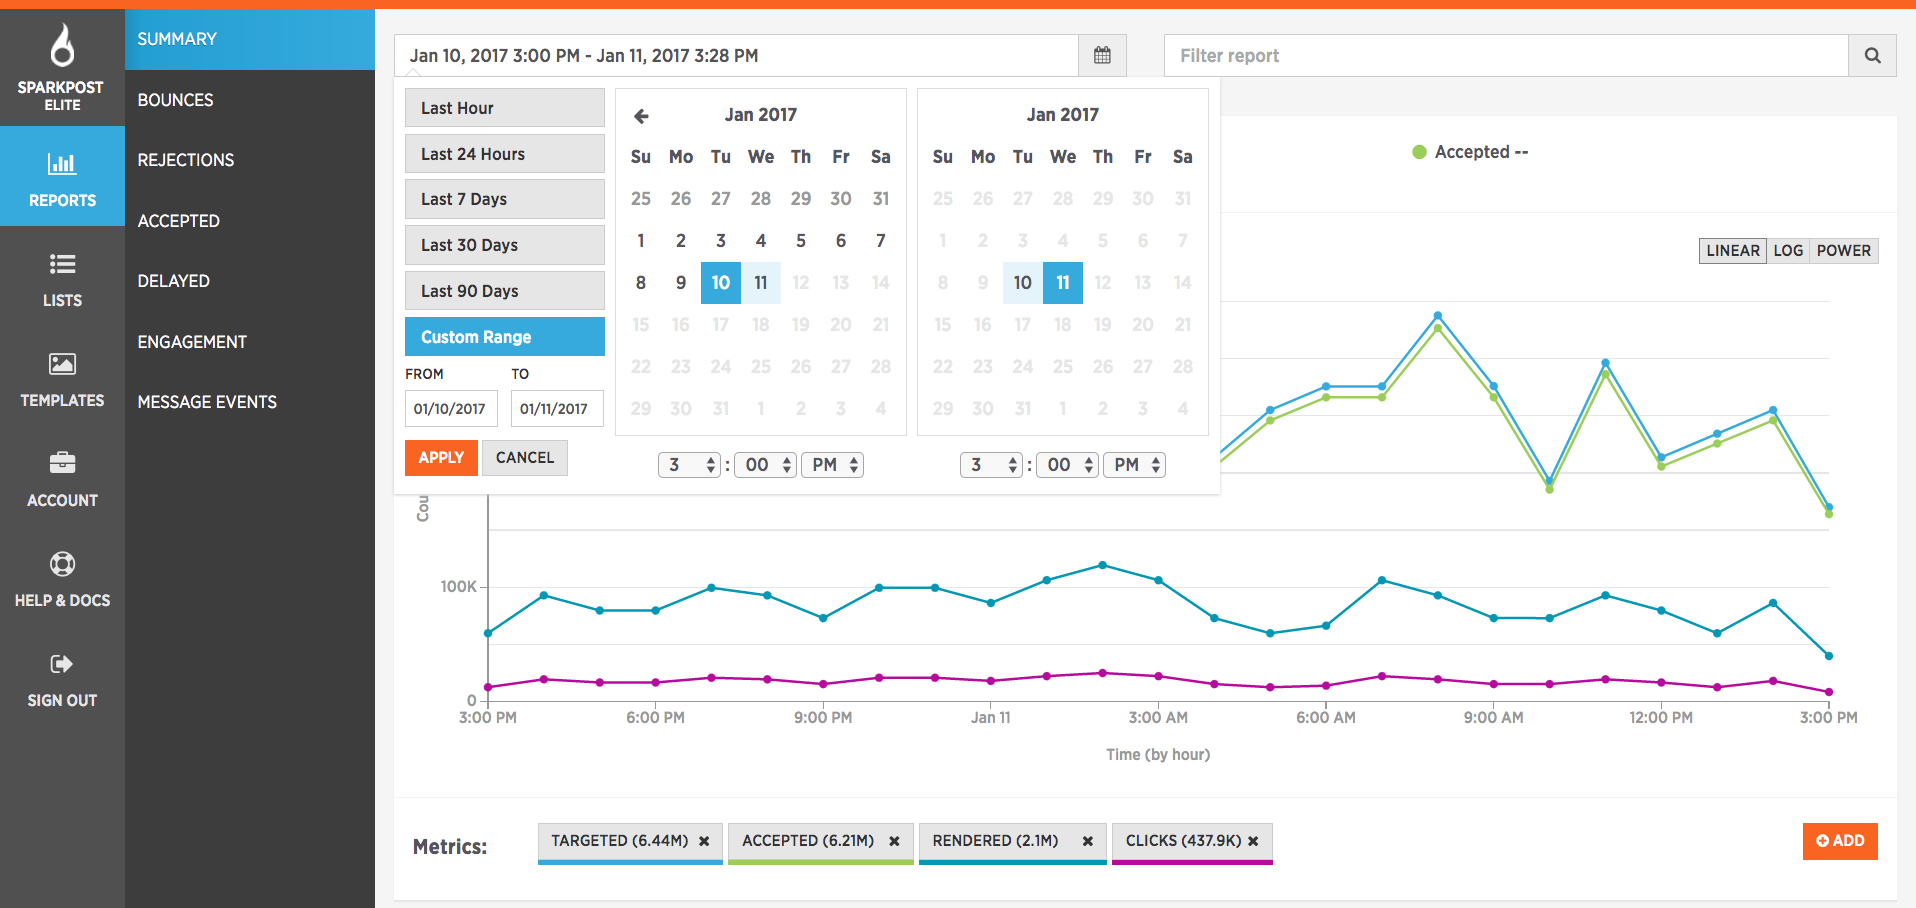 SPARKPOST
ELITE
REPORTS
LISTS
TEMPLATES
ACCOUNT
HELP & DOCS
SIGN OUT
SUMMARY
BOUNCES
REJECTIONS
ACCEPTED
DELAYED
ENGAGEMENT
MESSAGE EVENTS
Jan 10, 2017 3:00 PM - Jan 11, 2017 3:28 PM
Filter report
Last Hour
Last 24 Hours
Last 7 Days
Last 30 Days
Last 90 Days
Custom Range
FROM TO
01/10/2017 01/11/2017
APPLY CANCEL
Jan 2017
Su Mo Tu We Th Fr Sa
25 26 27 28 29 30 31
1 2 3 4 5 6 7
8 9 10 11 12 13 14
15 16 17 18 19 20 21
22 23 24 25 26 27 28
29 30 31 1 2 3 4
3 : 00 PM
Jan 2017
Su Mo Tu We Th Fr Sa
25 26 27 28 29 30 31
1 2 3 4 5 6 7
8 9 10 11 12 13 14
15 16 17 18 19 20 21
22 23 24 25 26 27 28
29 30 31 1 2 3 4
3 : 00 PM
Accepted --
LINEAR LOG POWER
Cou
100K
0
3:00 PM 6:00 PM 9:00 PM Jan 11 3:00 AM 6:00 AM 9:00 AM 12:00 PM 3:00 PM
Time (by hour)
Metrics: TARGETED (6.44M) ACCEPTED (6.21M) RENDERED (2.1M) CLICKS (437.9K) ADD